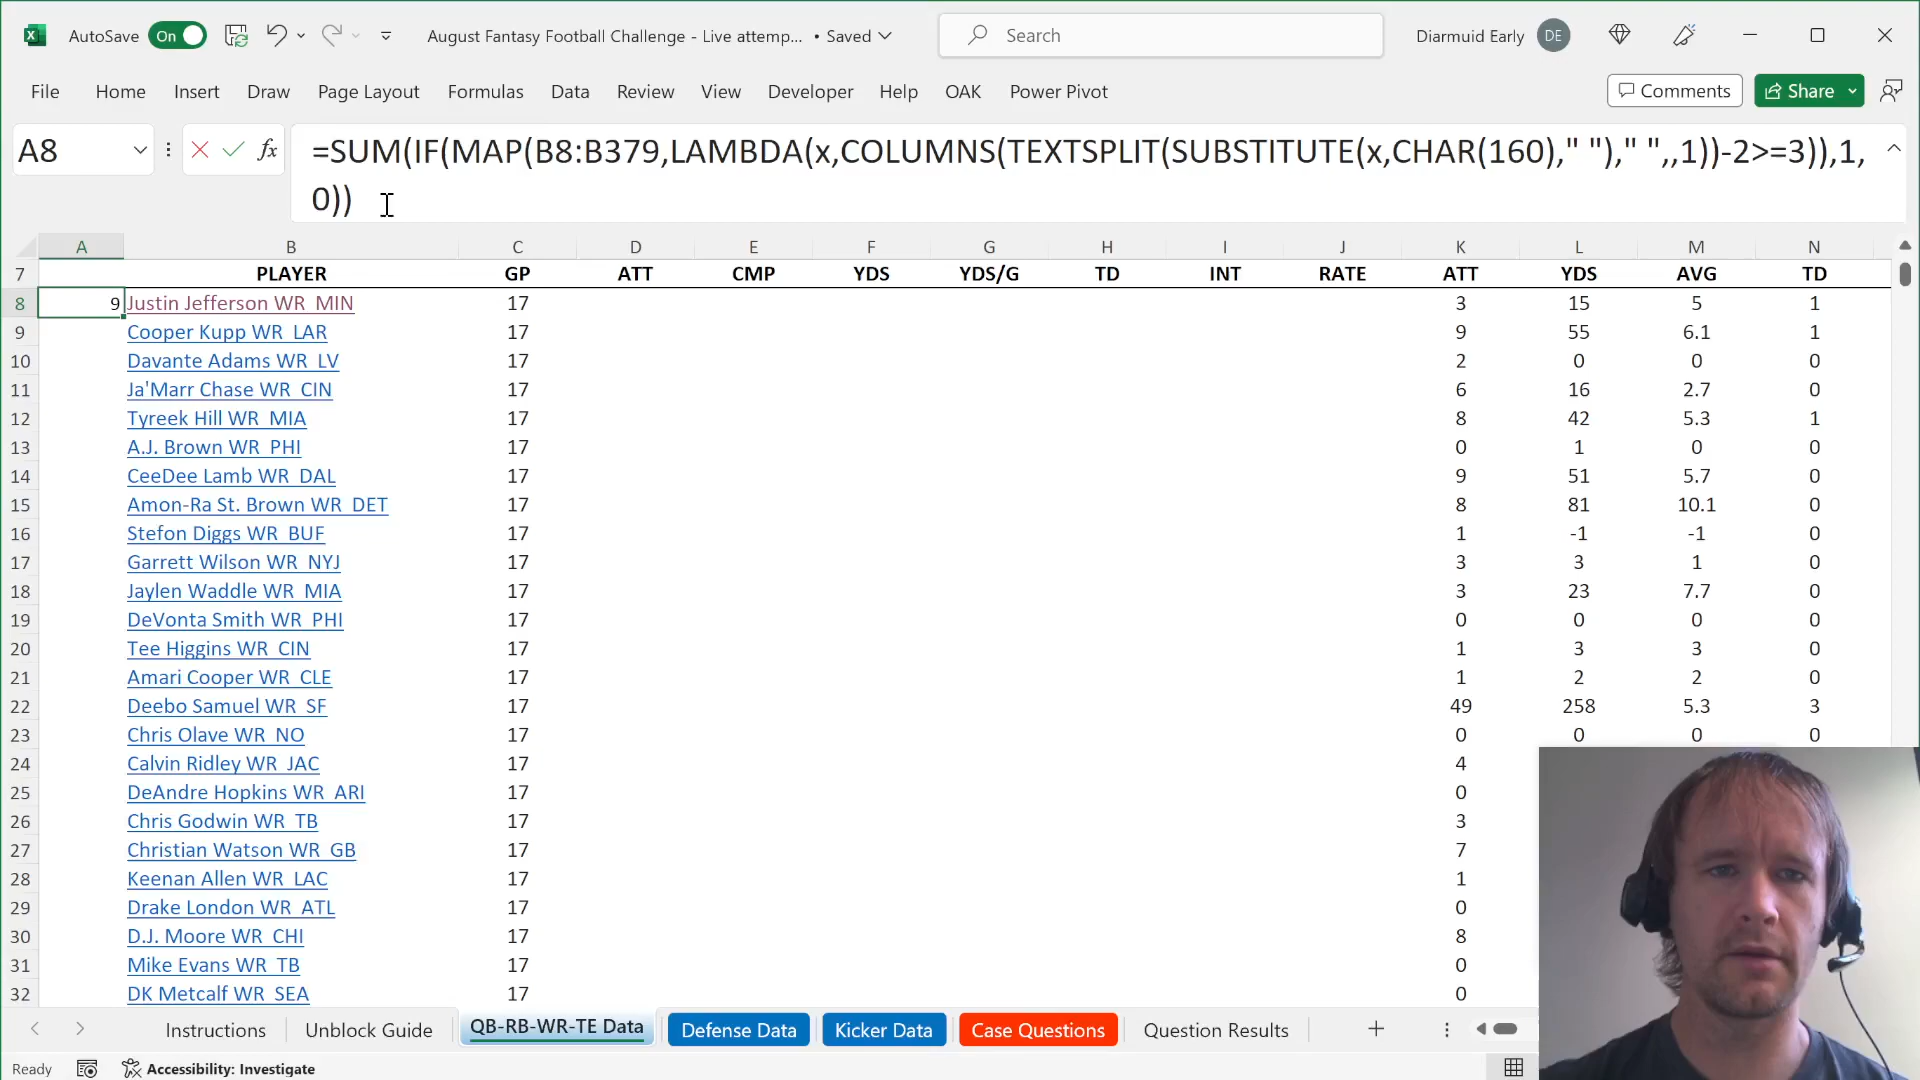 AutoSave On August Fantasy Football Challenge - Live attemp... • Saved Search Diarmuid Early DE
File Home Insert Draw Page Layout Formulas Data Review View Developer Help OAK Power Pivot Comments Share
A8 fx =SUM(IF(MAP(B8:B379,LAMBDA(x,COLUMNS(TEXTSPLIT(SUBSTITUTE(x,CHAR(160)," ")," ",,1))-2>=3)),1,
0))
A B C D E F G H I J K L M N
7 PLAYER GP ATT CMP YDS YDS/G TD INT RATE ATT YDS AVG TD
8 9 Justin Jefferson WR MIN 17 3 15 5 1
9 Cooper Kupp WR LAR 17 9 55 6.1 1
10 Davante Adams WR LV 17 2 0 0 0
11 Ja'Marr Chase WR CIN 17 6 16 2.7 0
12 Tyreek Hill WR MIA 17 8 42 5.3 1
13 A.J. Brown WR PHI 17 0 1 0 0
14 CeeDee Lamb WR DAL 17 9 51 5.7 0
15 Amon-Ra St. Brown WR DET 17 8 81 10.1 0
16 Stefon Diggs WR BUF 17 1 -1 -1 0
17 Garrett Wilson WR NYJ 17 3 3 1 0
18 Jaylen Waddle WR MIA 17 3 23 7.7 0
19 DeVonta Smith WR PHI 17 0 0 0 0
20 Tee Higgins WR CIN 17 1 3 3 0
21 Amari Cooper WR CLE 17 1 2 2 0
22 Deebo Samuel WR SF 17 49 258 5.3 3
23 Chris Olave WR NO 17 0 0 0 0
24 Calvin Ridley WR JAC 17 4
25 DeAndre Hopkins WR ARI 17 0
26 Chris Godwin WR TB 17 3
27 Christian Watson WR GB 17 7
28 Keenan Allen WR LAC 17 1
29 Drake London WR ATL 17 0
30 D.J. Moore WR CHI 17 8
31 Mike Evans WR TB 17 0
32 DK Metcalf WR SEA 17 0
Instructions Unblock Guide QB-RB-WR-TE Data Defense Data Kicker Data Case Questions Question Results
Ready Accessibility: Investigate